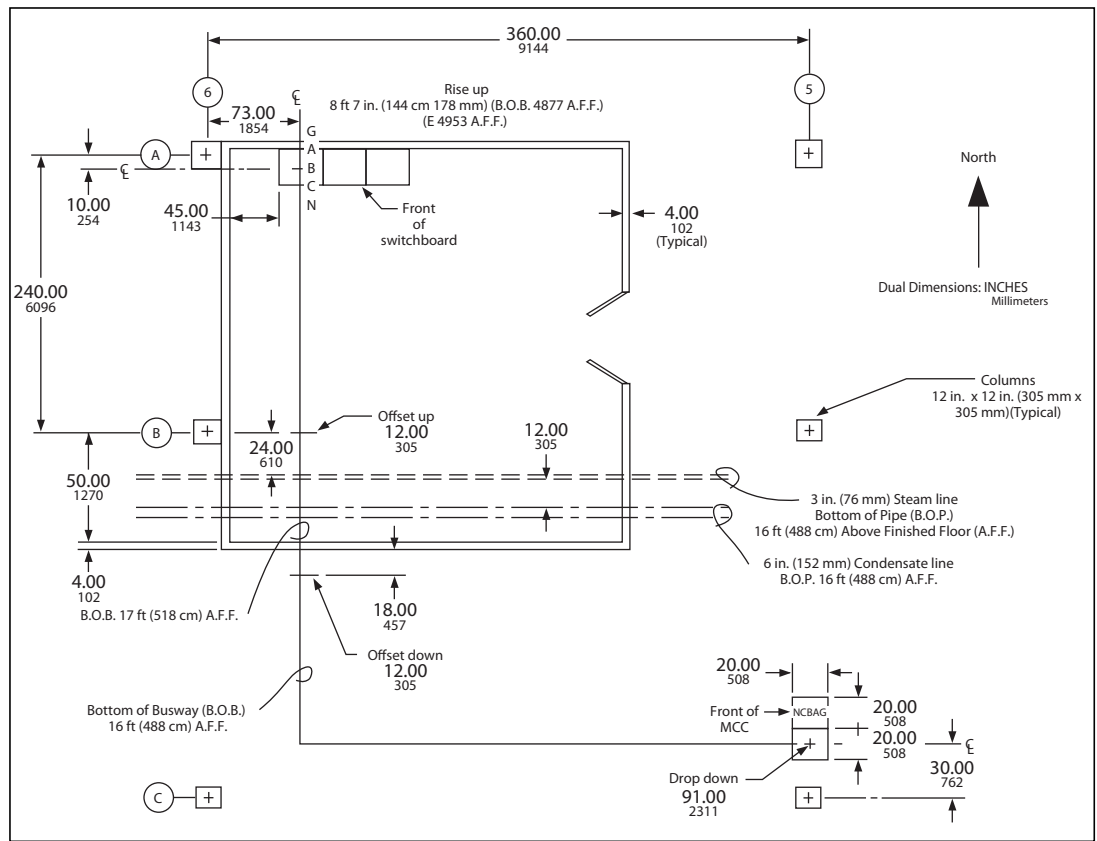 360.00
9144
6
5
℄
Rise up
8 ft 7 in. (144 cm 178 mm) (B.O.B. 4877 A.F.F.)
(E 4953 A.F.F.)
73.00
1854
G
A
B
C
N
A
℄
10.00
254
45.00
1143
Front
of
switchboard
4.00
102
(Typical)
North
Dual Dimensions: INCHES
Millimeters
240.00
6096
Columns
12 in. x 12 in. (305 mm x
305 mm)(Typical)
B
Offset up
12.00
305
24.00
610
12.00
305
50.00
1270
3 in. (76 mm) Steam line
Bottom of Pipe (B.O.P.)
16 ft (488 cm) Above Finished Floor (A.F.F.)
6 in. (152 mm) Condensate line
B.O.P. 16 ft (488 cm) A.F.F.
4.00
102
B.O.B. 17 ft (518 cm) A.F.F.
18.00
457
Offset down
12.00
305
Bottom of Busway (B.O.B.)
16 ft (488 cm) A.F.F.
20.00
508
Front of
MCC
NCBAG
20.00
508
20.00
508
℄
30.00
762
Drop down
91.00
2311
C